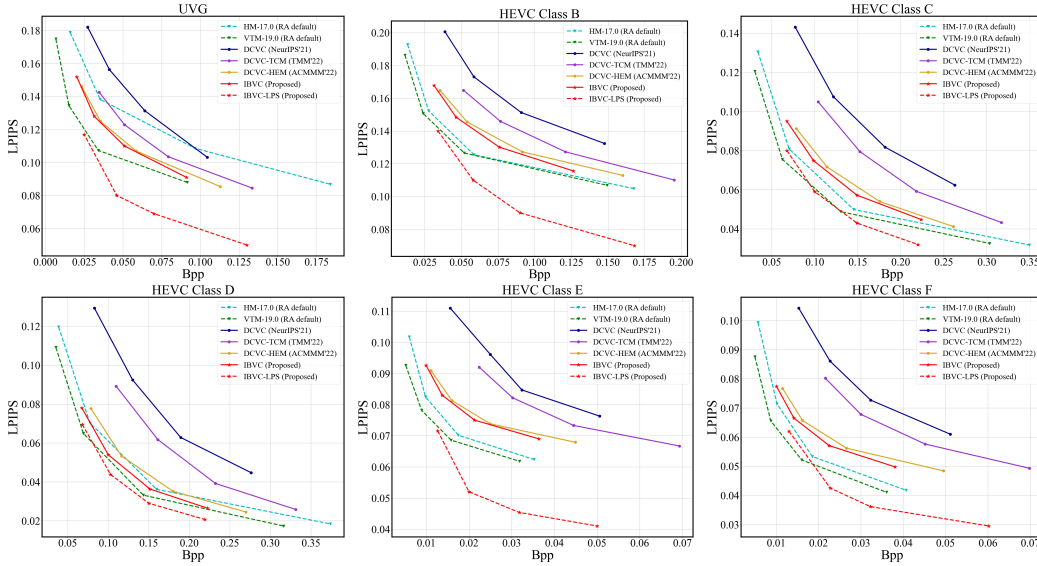 UVG
LPIPS
0.18
0.16
0.14
0.12
0.10
0.08
0.06
0.000 0.025 0.050 0.075 0.100 0.125 0.150 0.175
Bpp
HM-17.0 (RA default)
VTM-19.0 (RA default)
DCVC (NeurIPS'21)
DCVC-TCM (TMM'22)
DCVC-HEM (ACMMM'22)
IBVC (Proposed)
IBVC-LPS (Proposed)
HEVC Class B
LPIPS
0.20
0.18
0.16
0.14
0.12
0.10
0.08
0.025 0.050 0.075 0.100 0.125 0.150 0.175 0.200
Bpp
HM-17.0 (RA default)
VTM-19.0 (RA default)
DCVC (NeurIPS'21)
DCVC-TCM (TMM'22)
DCVC-HEM (ACMMM'22)
IBVC (Proposed)
IBVC-LPS (Proposed)
HEVC Class C
LPIPS
0.14
0.12
0.10
0.08
0.06
0.04
0.05 0.10 0.15 0.20 0.25 0.30 0.35
Bpp
HM-17.0 (RA default)
VTM-19.0 (RA default)
DCVC (NeurIPS'21)
DCVC-TCM (TMM'22)
DCVC-HEM (ACMMM'22)
IBVC (Proposed)
IBVC-LPS (Proposed)
HEVC Class D
LPIPS
0.12
0.10
0.08
0.06
0.04
0.02
0.05 0.10 0.15 0.20 0.25 0.30 0.35
Bpp
HM-17.0 (RA default)
VTM-19.0 (RA default)
DCVC (NeurIPS'21)
DCVC-TCM (TMM'22)
DCVC-HEM (ACMMM'22)
IBVC (Proposed)
IBVC-LPS (Proposed)
HEVC Class E
LPIPS
0.11
0.10
0.09
0.08
0.07
0.06
0.05
0.04
0.01 0.02 0.03 0.04 0.05 0.06 0.07
Bpp
HM-17.0 (RA default)
VTM-19.0 (RA default)
DCVC (NeurIPS'21)
DCVC-TCM (TMM'22)
DCVC-HEM (ACMMM'22)
IBVC (Proposed)
IBVC-LPS (Proposed)
HEVC Class F
LPIPS
0.10
0.09
0.08
0.07
0.06
0.05
0.04
0.03
0.01 0.02 0.03 0.04 0.05 0.06 0.07
Bpp
HM-17.0 (RA default)
VTM-19.0 (RA default)
DCVC (NeurIPS'21)
DCVC-TCM (TMM'22)
DCVC-HEM (ACMMM'22)
IBVC (Proposed)
IBVC-LPS (Proposed)